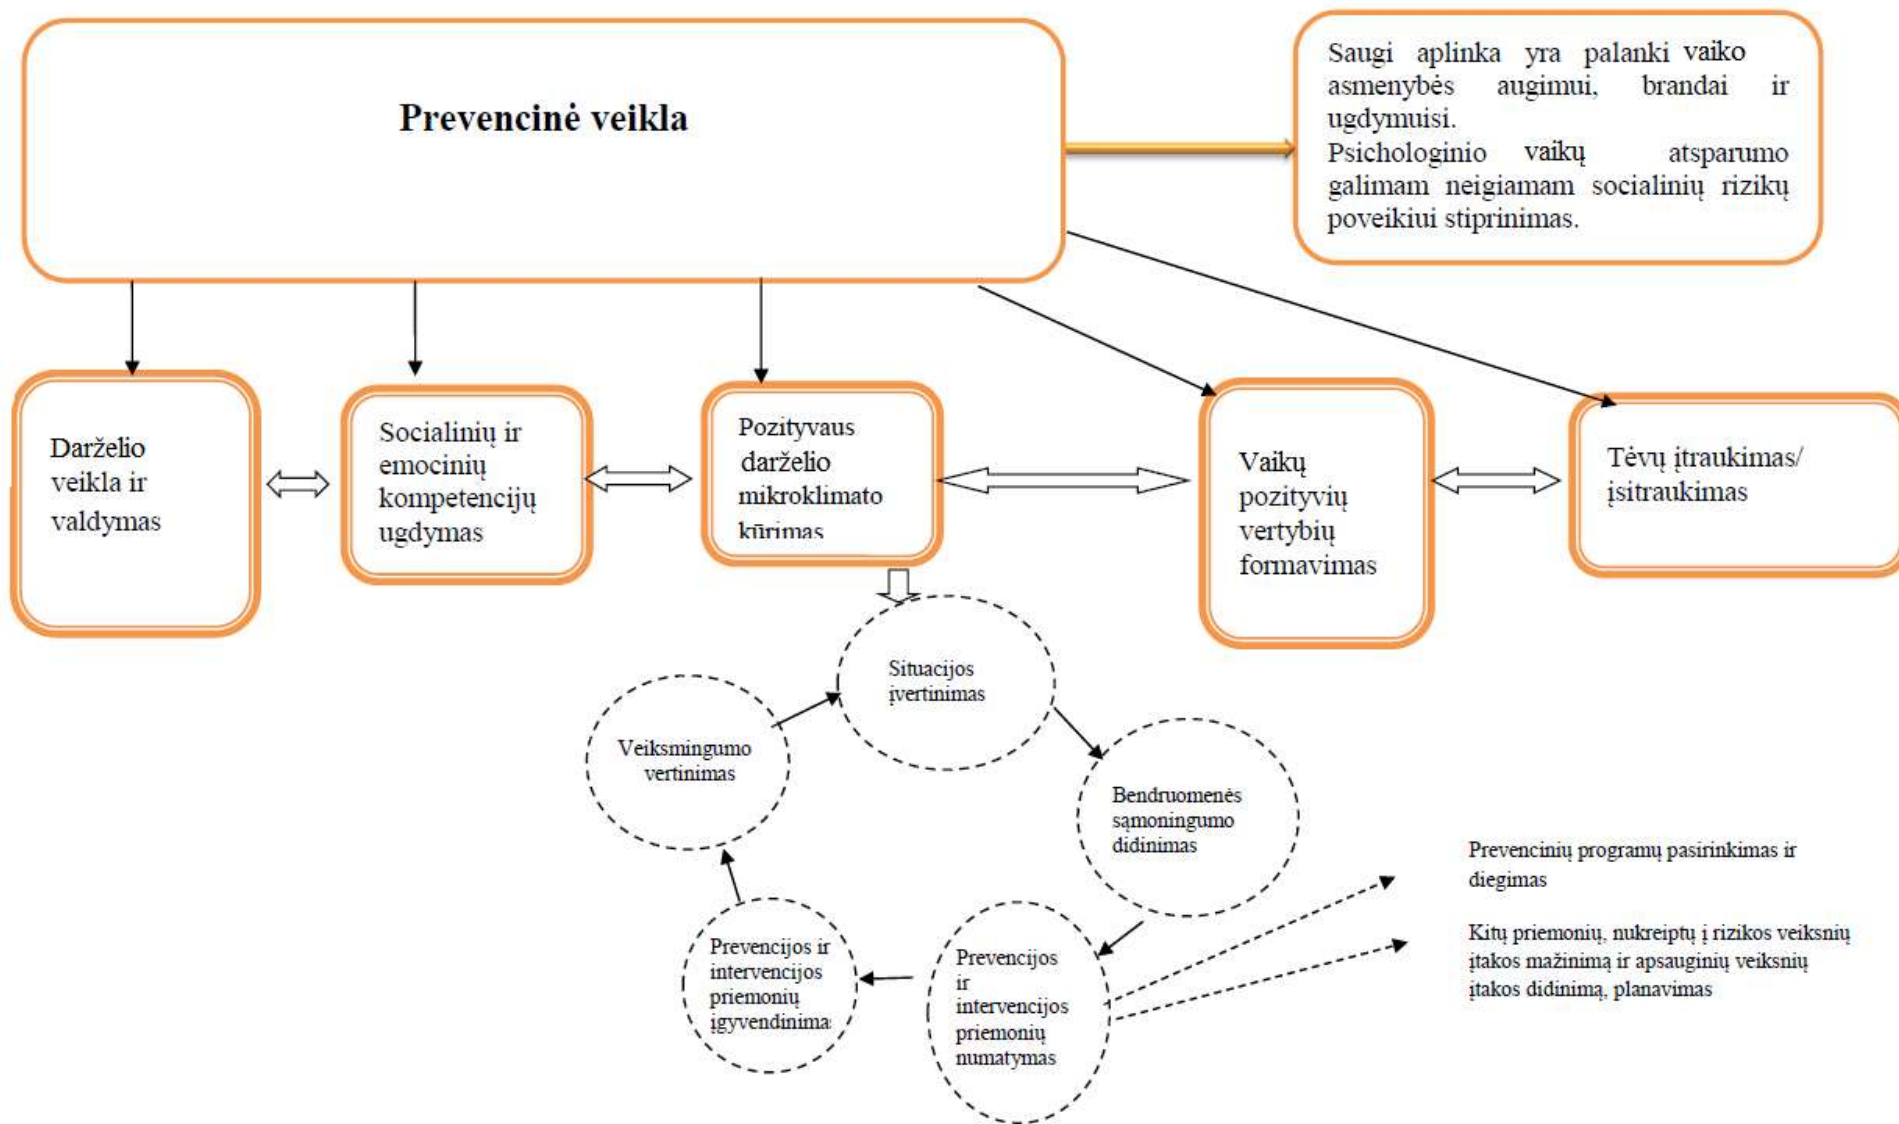 Prevencinė veikla
Saugi aplinka yra palanki vaiko
asmenybės augimui, brandai ir
ugdymuisi.
Psichologinio vaikų atsparumo
galimam neigiamam socialinių rizikų
poveikiui stiprinimas.
Darželio
veikla ir
valdymas
Socialinių ir
emocinių
kompetencijų
ugdymas
Pozityvaus
darželio
mikroklimato
kūrimas
Vaikų
pozityvių
vertybių
formavimas
Tėvų įtraukimas/
įsitraukimas
Situacijos
įvertinimas
Veiksmingumo
vertinimas
Bendruomenės
sąmoningumo
didinimas
Prevencijos ir
intervencijos
priemonių
įgyvendinimas
Prevencijos
ir
intervencijos
priemonių
numatymas
Prevencinių programų pasirinkimas ir
diegimas
Kitų priemonių, nukreiptų į rizikos veiksnių
įtakos mažinimą ir apsauginių veiksnių
įtakos didinimą, planavimas